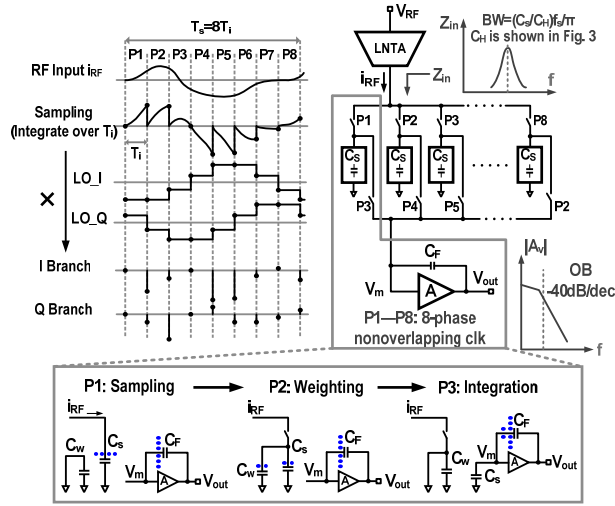 Ts=8Ti
P1 P2 P3 P4 P5 P6 P7 P8
RF Input iRF
Sampling
(Integrate over Ti)
Ti
LO_I
×
LO_Q
I Branch
Q Branch
VRF
LNTA
iRF
Zin
Zin
BW=(Cs/CH)fs/π
CH is shown in Fig. 3
f
P1 P2 P3 P8
Cs Cs Cs Cs
P3 P4 P5 P2
CF
Vm A Vout
P1—P8: 8-phase
nonoverlapping clk
|Av|
OB
-40dB/dec
f
P1: Sampling P2: Weighting P3: Integration
iRF
Cw Cs
CF
Vm A Vout
iRF
Cs
Cw
CF
Vm A Vout
iRF
Cw
CF
Vm A
Cs Vout